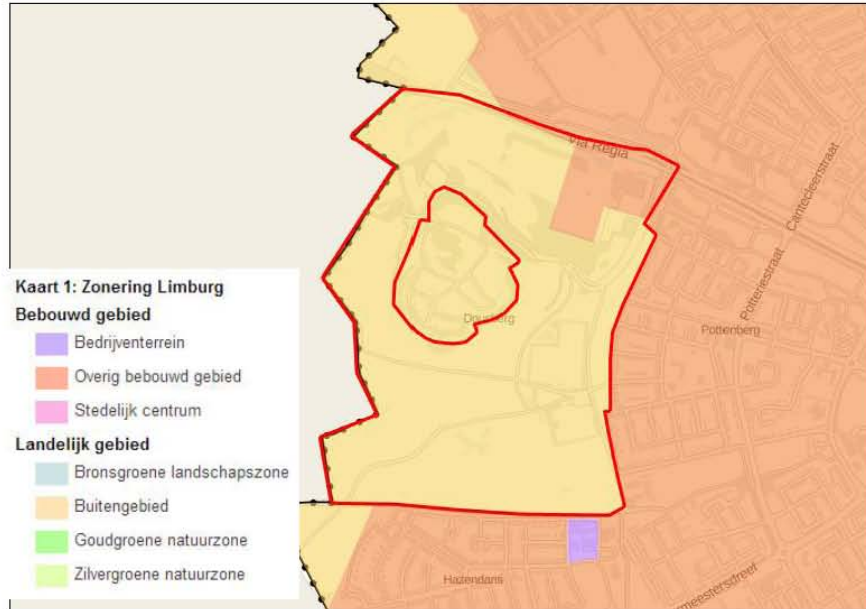 Via Regia
Cantecleerstraat
Potteriestraat
Pottenberg
Dousberg
Kaart 1: Zonering Limburg
Bebouwd gebied
Bedrijventerrein
Overig bebouwd gebied
Stedelijk centrum
Landelijk gebied
Bronsgroene landschapszone
Buitengebied
Goudgroene natuurzone
Zilvergroene natuurzone
Hazendans
meestersdreef